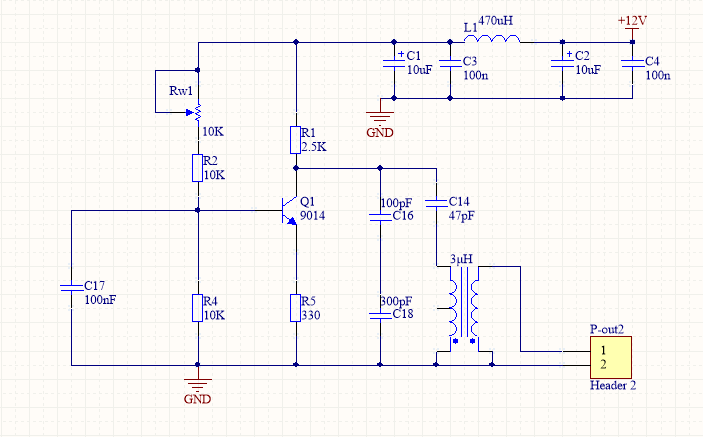 +12V
L1 470uH
C1
10uF
C3
100n
C2
10uF
C4
100n
GND
Rw1
10K
R1
2.5K
R2
10K
Q1
9014
100pF
C16
C14
47pF
3μH
C17
100nF
R4
10K
R5
330
300pF
C18
P-out2
1
2
Header 2
GND